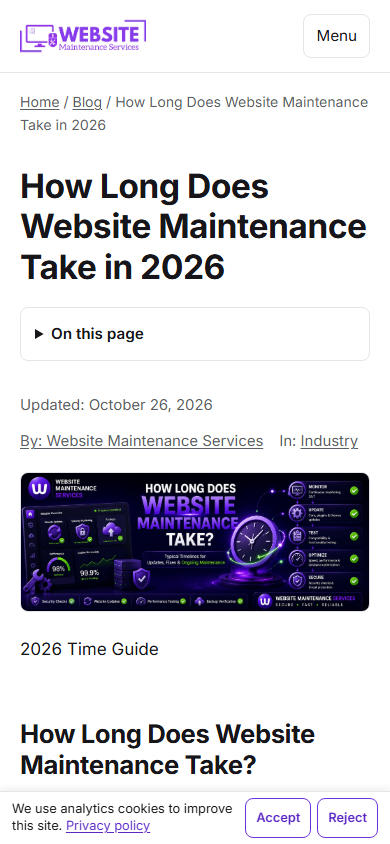 WEBSITE
Maintenance Services
Menu
Home / Blog / How Long Does Website Maintenance
Take in 2026
How Long Does
Website Maintenance
Take in 2026
▶ On this page
Updated: October 26, 2026
By: Website Maintenance Services In: Industry
WEBSITE
MAINTENANCE
SERVICES
HOW LONG DOES
WEBSITE
MAINTENANCE
TAKE?
Typical Timelines for
Updates, Fixes & Ongoing Maintenance
98%
99.9%
MONITOR
UPDATE
TEST
OPTIMIZE
SECURE
Security Checks
Website Updates
Performance Testing
Backup Verification
WEBSITE MAINTENANCE SERVICES
SECURE • FAST • RELIABLE
2026 Time Guide
How Long Does Website
Maintenance Take?
We use analytics cookies to improve
this site. Privacy policy
Accept
Reject